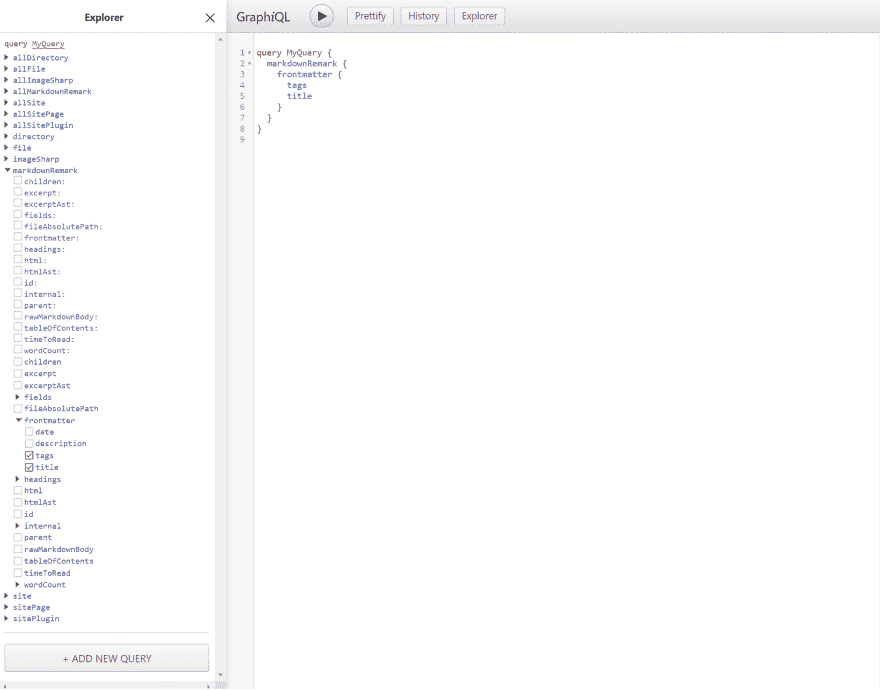 Explorer
GraphiQL
Prettify
History
Explorer
query MyQuery
allDirectory
allFile
allImageSharp
allMarkdownRemark
allSite
allSitePage
allSitePlugin
directory
file
imageSharp
markdownRemark
children:
excerpt:
excerptAst:
fields:
fileAbsolutePath:
frontmatter:
headings:
html:
htmlAst:
id:
internal:
parent:
rawMarkdownBody:
tableOfContents:
timeToRead:
wordCount:
children
excerpt
excerptAst
fields
fileAbsolutePath
frontmatter
date
description
tags
title
headings
html
htmlAst
id
internal
parent
rawMarkdownBody
tableOfContents
timeToRead
wordCount
site
sitePage
sitePlugin
+ ADD NEW QUERY
1 query MyQuery {
2 markdownRemark {
3 frontmatter {
4 tags
5 title
6 }
7 }
8 }
9